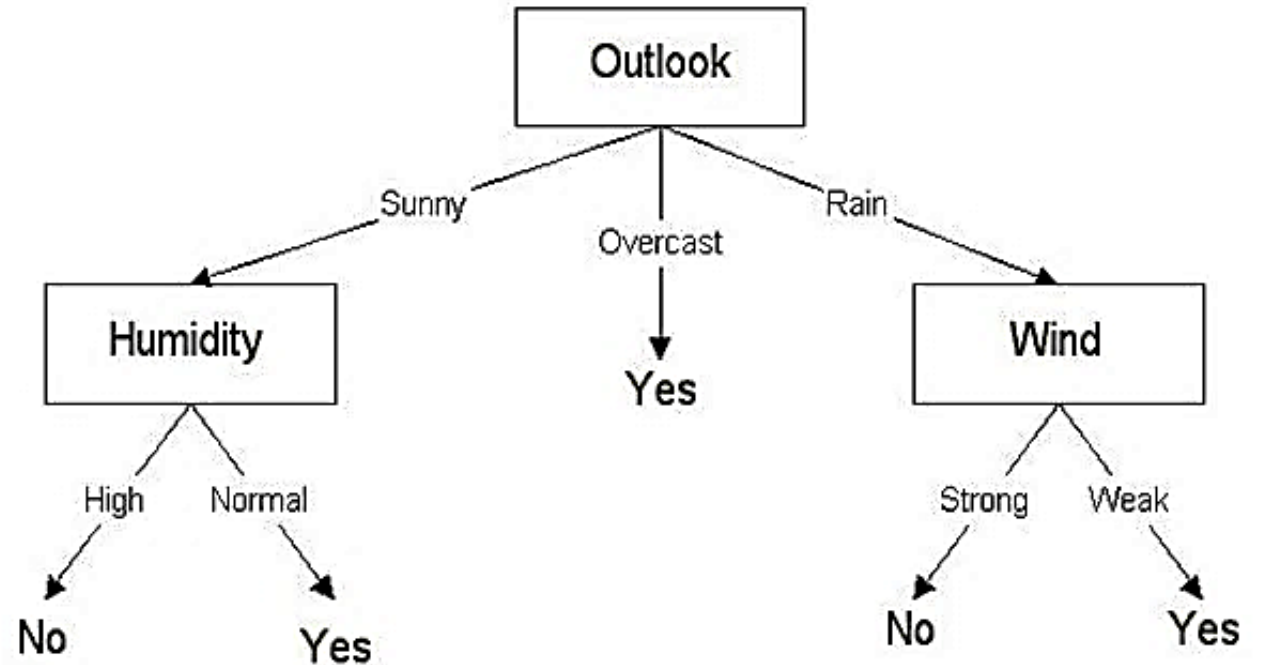 Outlook
Sunny
Rain
Overcast
Humidity
Wind
Yes
High
Normal
Strong
Weak
No
Yes
No
Yes